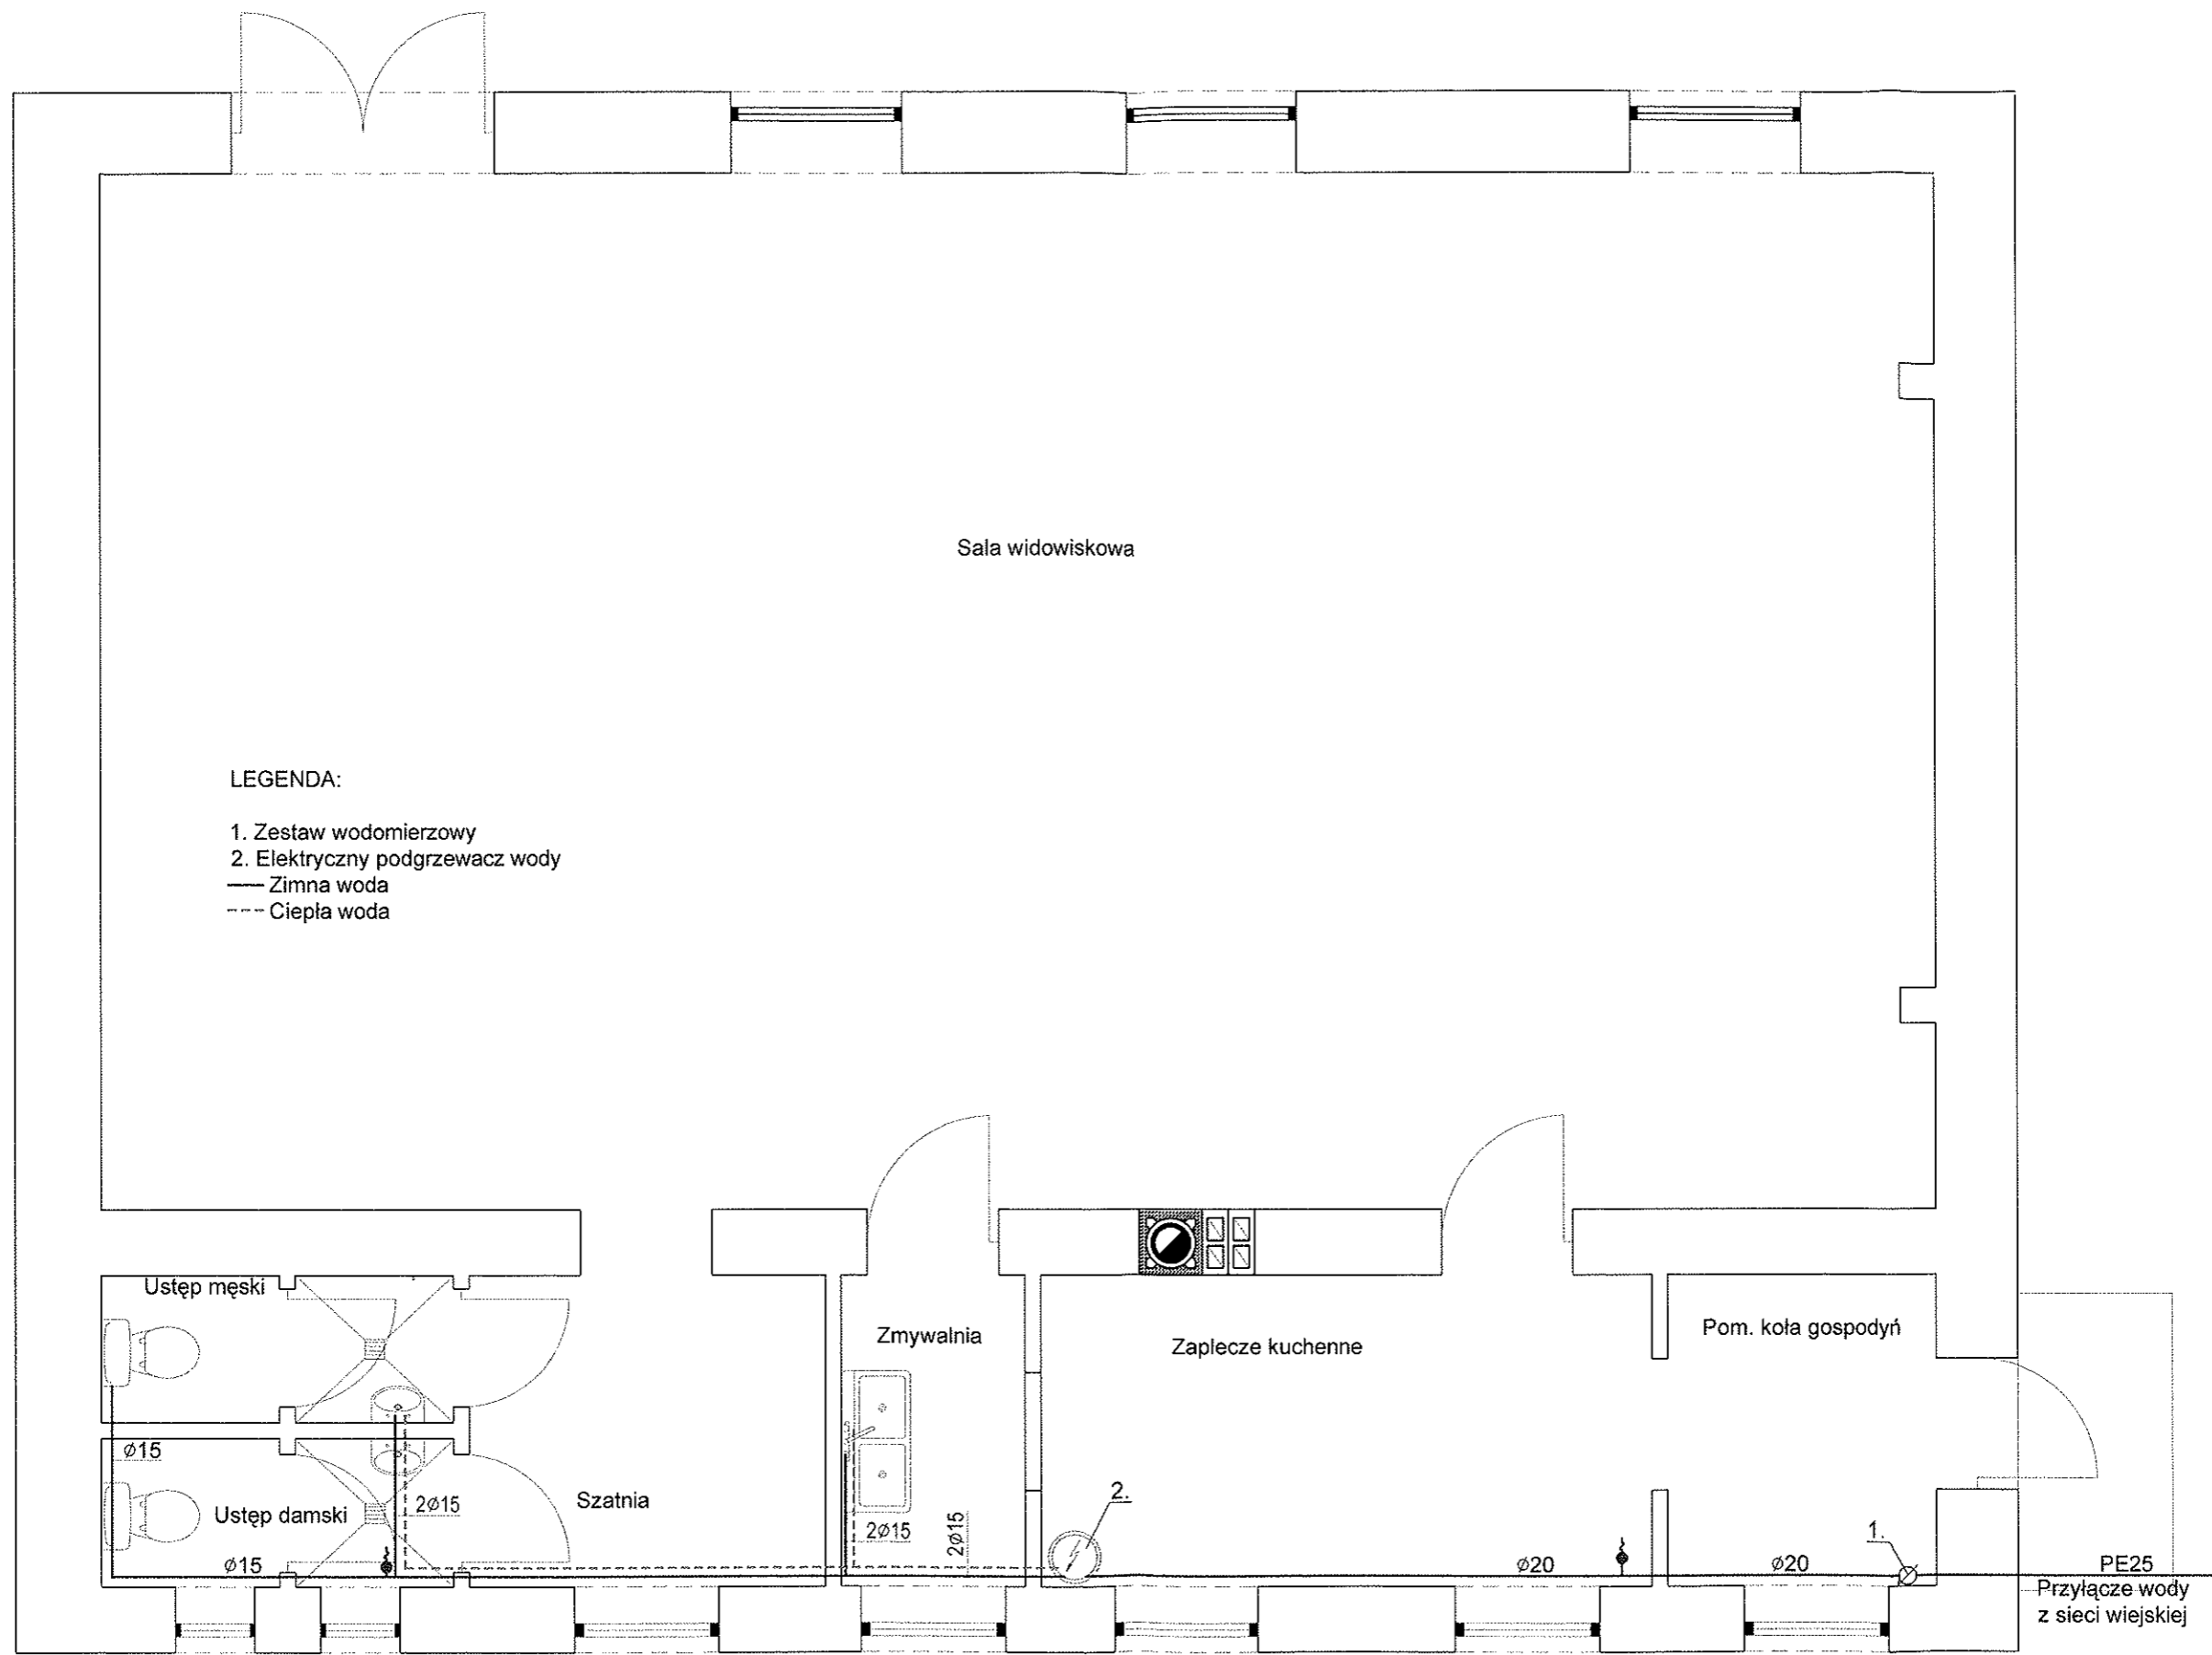 Sala widowiskowa
LEGENDA:
1. Zestaw wodomierzowy
2. Elektryczny podgrzewacz wody
Zimna woda
Ciepła woda
Ustęp męski
Zmywalnia
Zaplecze kuchenne
Pom. koła gospodyń
ø15
Ustęp damski
2ø15
Szatnia
2ø15
2ø15
2.
1.
ø15
ø20
ø20
PE25
Przyłącze wody
z sieci wiejskiej